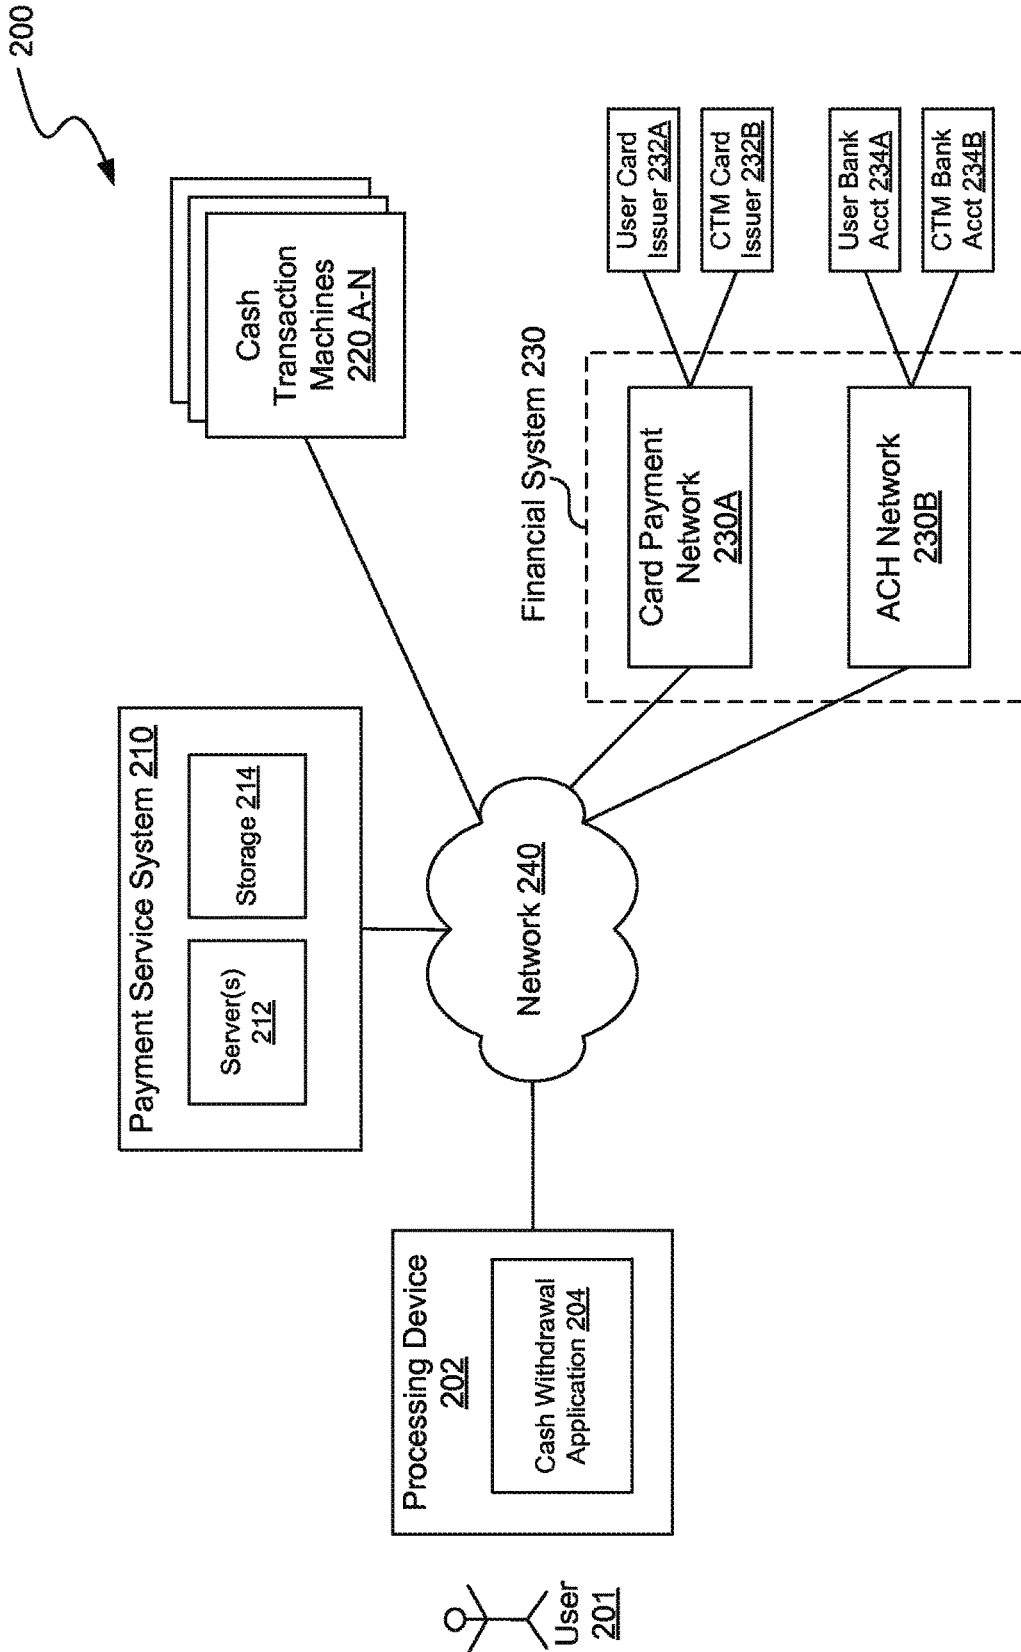 200
Payment Service System 210
Server(s)
212
Storage 214
Cash
Transaction
Machines
220 A-N
Processing Device
202
Cash Withdrawal
Application 204
User
201
Network 240
Financial System 230
Card Payment
Network
230A
ACH Network
230B
User Card
Issuer 232A
CTM Card
Issuer 232B
User Bank
Acct 234A
CTM Bank
Acct 234B